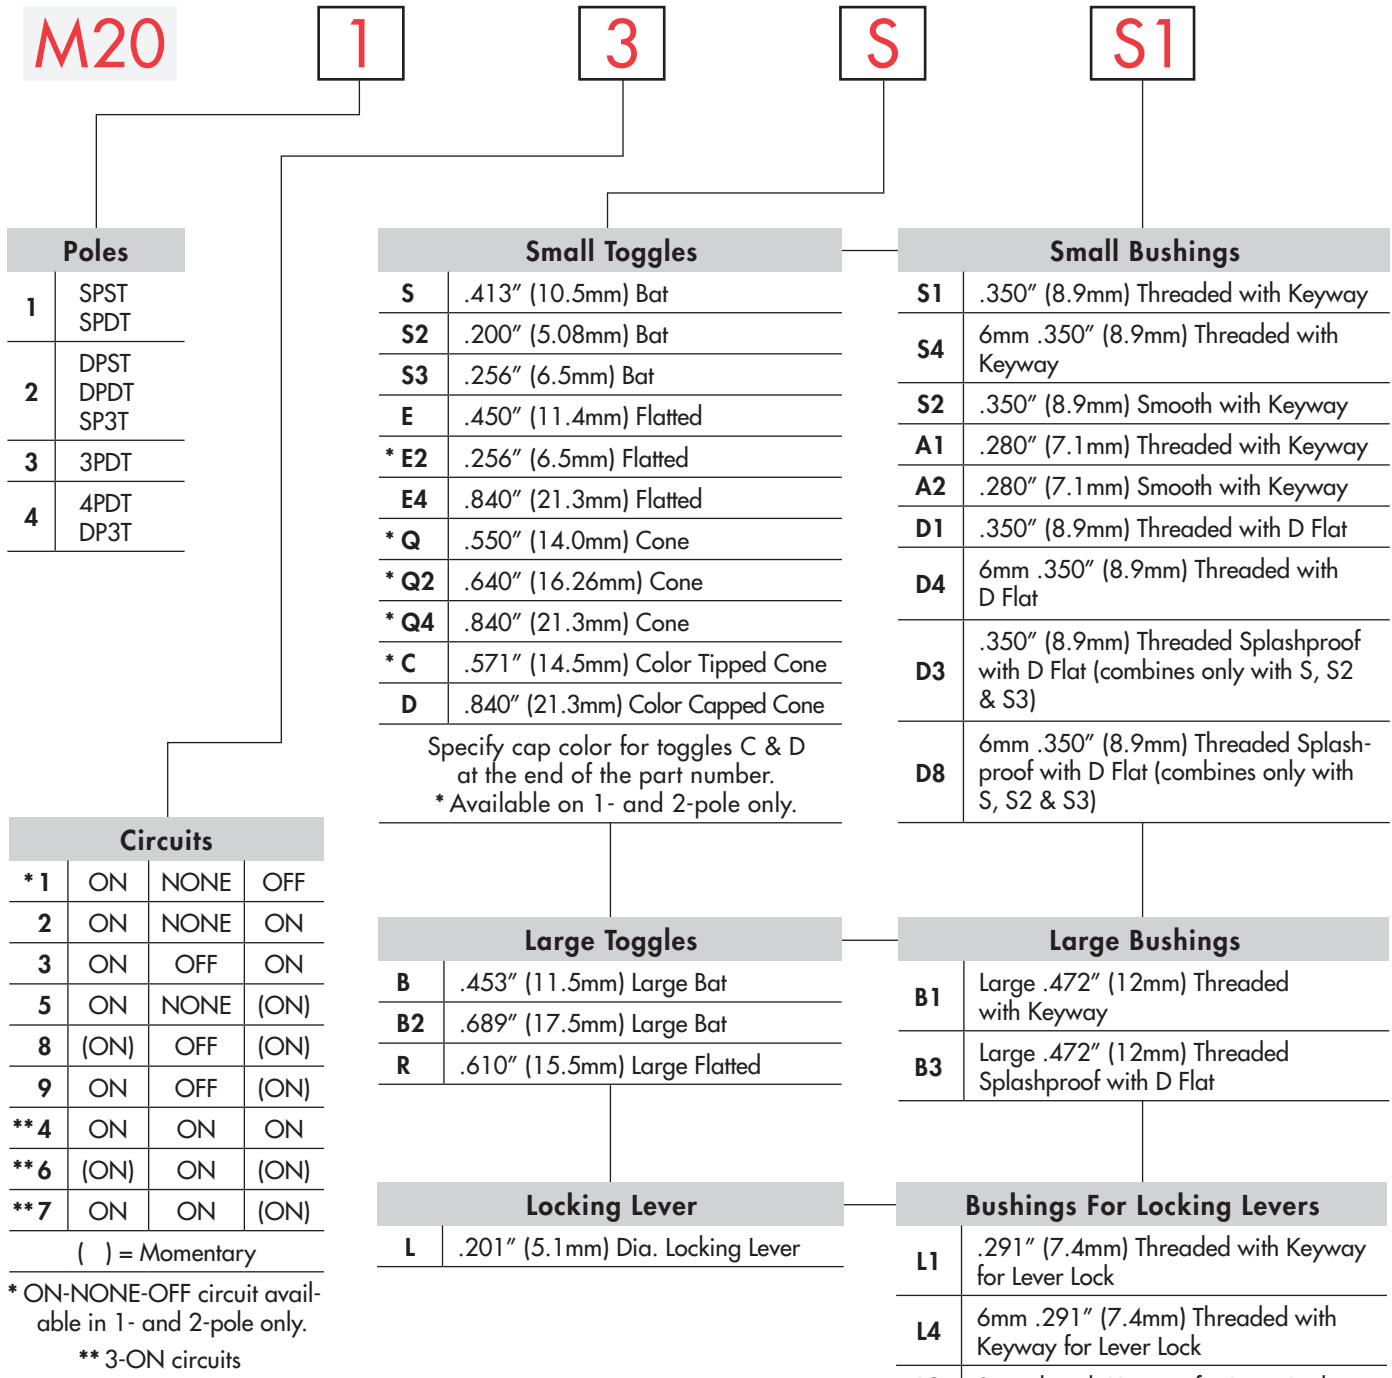 M20 1 3 S S1
Poles
1 SPST
SPDT
2 DPST
DPDT
SP3T
3 3PDT
4 4PDT
DP3T
Circuits
* 1 ON NONE OFF
2 ON NONE ON
3 ON OFF ON
5 ON NONE (ON)
8 (ON) OFF (ON)
9 ON OFF (ON)
** 4 ON ON ON
** 6 (ON) ON (ON)
** 7 ON ON (ON)
( ) = Momentary
* ON-NONE-OFF circuit avail-
able in 1- and 2-pole only.
** 3-ON circuits
Small Toggles
S .413″ (10.5mm) Bat
S2 .200″ (5.08mm) Bat
S3 .256″ (6.5mm) Bat
E .450″ (11.4mm) Flatted
* E2 .256″ (6.5mm) Flatted
E4 .840″ (21.3mm) Flatted
* Q .550″ (14.0mm) Cone
* Q2 .640″ (16.26mm) Cone
* Q4 .840″ (21.3mm) Cone
* C .571″ (14.5mm) Color Tipped Cone
D .840″ (21.3mm) Color Capped Cone
Specify cap color for toggles C & D
at the end of the part number.
* Available on 1- and 2-pole only.
Large Toggles
B .453″ (11.5mm) Large Bat
B2 .689″ (17.5mm) Large Bat
R .610″ (15.5mm) Large Flatted
Locking Lever
L .201″ (5.1mm) Dia. Locking Lever
Small Bushings
S1 .350″ (8.9mm) Threaded with Keyway
S4 6mm .350″ (8.9mm) Threaded with
Keyway
S2 .350″ (8.9mm) Smooth with Keyway
A1 .280″ (7.1mm) Threaded with Keyway
A2 .280″ (7.1mm) Smooth with Keyway
D1 .350″ (8.9mm) Threaded with D Flat
D4 6mm .350″ (8.9mm) Threaded with
D Flat
D3 .350″ (8.9mm) Threaded Splashproof
with D Flat (combines only with S, S2
& S3)
D8 6mm .350″ (8.9mm) Threaded Splash-
proof with D Flat (combines only with
S, S2 & S3)
Large Bushings
B1 Large .472″ (12mm) Threaded
with Keyway
B3 Large .472″ (12mm) Threaded
Splashproof with D Flat
Bushings For Locking Levers
L1 .291″ (7.4mm) Threaded with Keyway
for Lever Lock
L4 6mm .291″ (7.4mm) Threaded with
Keyway for Lever Lock